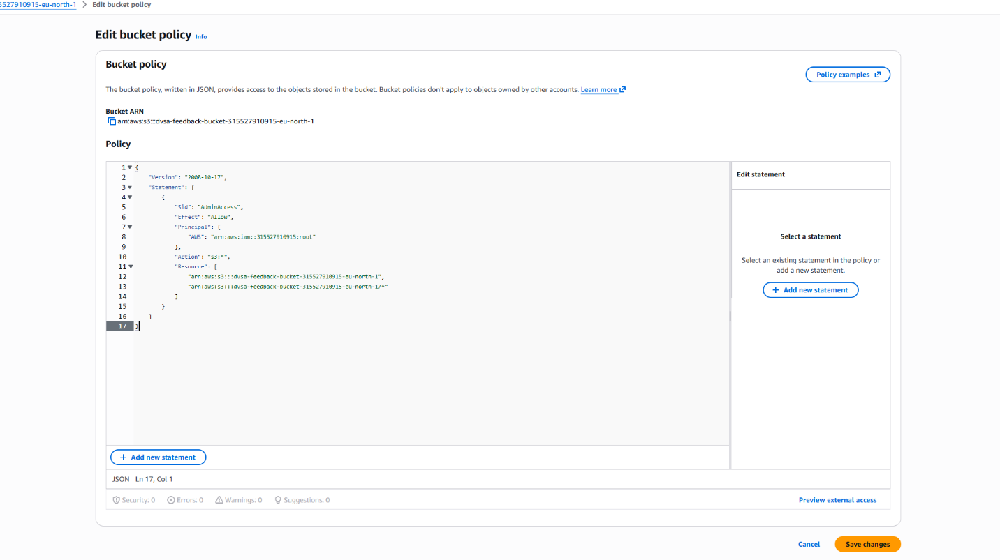 5527910915-eu-north-1 > Edit bucket policy
Edit bucket policy Info
Bucket policy
Policy examples
The bucket policy, written in JSON, provides access to the objects stored in the bucket. Bucket policies don't apply to objects owned by other accounts. Learn more
Bucket ARN
arn:aws:s3:::dvsa-feedback-bucket-315527910915-eu-north-1
Policy
1 {
2 "Version": "2008-10-17",
3 "Statement": [
4 {
5 "Sid": "AdminAccess",
6 "Effect": "Allow",
7 "Principal": {
8 "AWS": "arn:aws:iam::315527910915:root"
9 },
10 "Action": "s3:*",
11 "Resource": [
12 "arn:aws:s3:::dvsa-feedback-bucket-315527910915-eu-north-1",
13 "arn:aws:s3:::dvsa-feedback-bucket-315527910915-eu-north-1/*"
14 ]
15 }
16 ]
17 }
Edit statement
Select a statement
Select an existing statement in the policy or
add a new statement.
+ Add new statement
+ Add new statement
JSON Ln 17, Col 1
Security: 0 Errors: 0 Warnings: 0 Suggestions: 0
Preview external access
Cancel Save changes